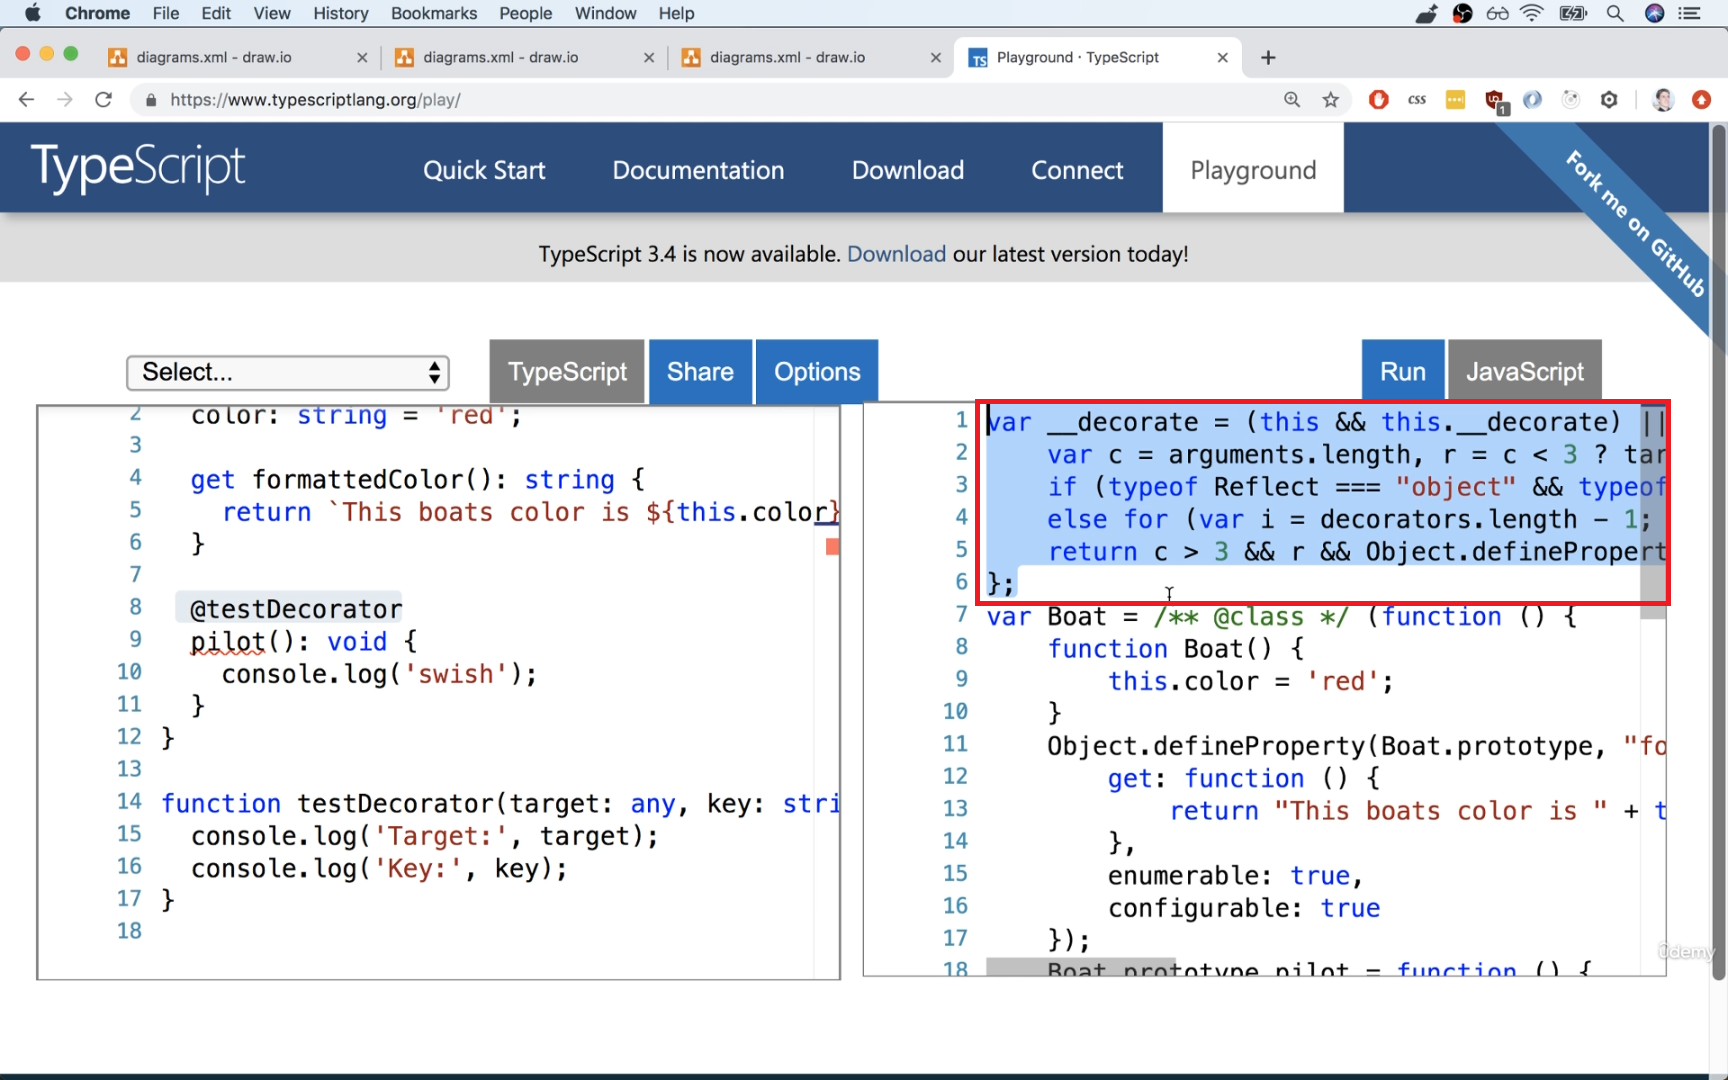 Chrome File Edit View History Bookmarks People Window Help
diagrams.xml - draw.io
diagrams.xml - draw.io
diagrams.xml - draw.io
TS Playground · TypeScript
https://www.typescriptlang.org/play/
css
1
TypeScript
Quick Start
Documentation
Download
Connect
Playground
Fork me on GitHub
TypeScript 3.4 is now available. Download our latest version today!
Select...
TypeScript
Share
Options
Run
JavaScript
2 color: string = 'red';
3
4 get formattedColor(): string {
5 return `This boats color is ${this.color}
6 }
7
8 @testDecorator
9 pilot(): void {
10 console.log('swish');
11 }
12 }
13
14 function testDecorator(target: any, key: stri
15 console.log('Target:', target);
16 console.log('Key:', key);
17 }
18
1 var __decorate = (this && this.__decorate) ||
2 var c = arguments.length, r = c < 3 ? tar
3 if (typeof Reflect === "object" && typeof
4 else for (var i = decorators.length - 1;
5 return c > 3 && r && Object.definePropert
6 };
7 var Boat = /** @class */ (function () {
8 function Boat() {
9 this.color = 'red';
10 }
11 Object.defineProperty(Boat.prototype, "fo
12 get: function () {
13 return "This boats color is " + t
14 },
15 enumerable: true,
16 configurable: true
17 });
18 Boat.prototype.pilot = function () {
ûdemy